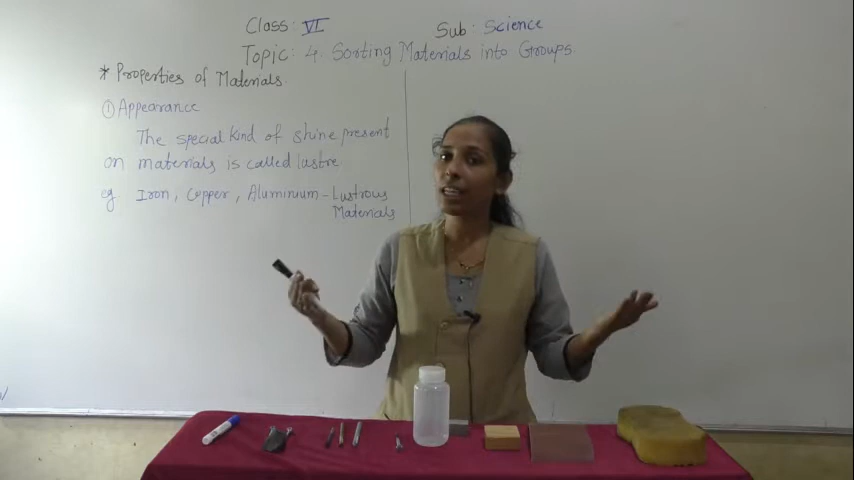 Class: VI Sub: Science
Topic: 4. Sorting Materials into Groups.
* Properties of Materials.
① Appearance
The special kind of shine present
on materials is called lustre
eg Iron, Copper, Aluminium - Lustrous
Materials